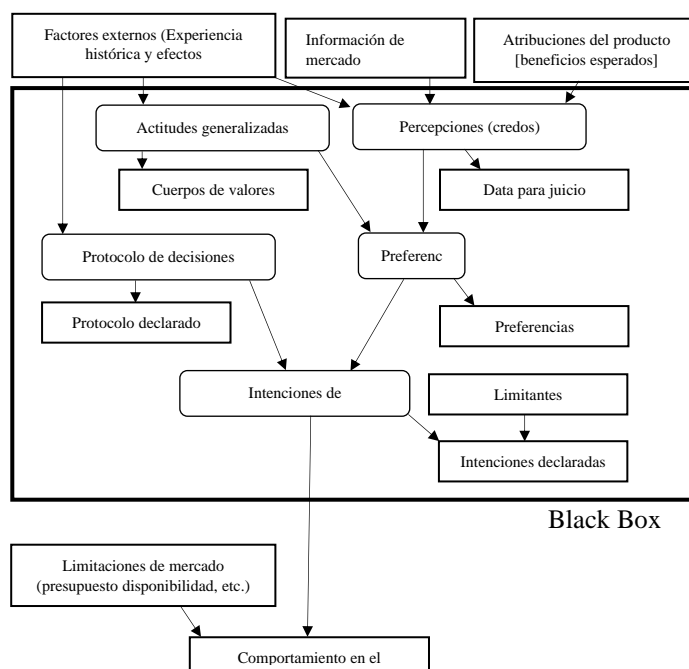 Factores externos (Experiencia
histórica y efectos
Información de
mercado
Atribuciones del producto
[beneficios esperados]
Actitudes generalizadas
Percepciones (credos)
Cuerpos de valores
Data para juicio
Protocolo de decisiones
Preferenc
Protocolo declarado
Preferencias
Intenciones de
Limitantes
Intenciones declaradas
Black Box
Limitaciones de mercado
(presupuesto disponibilidad, etc.)
Comportamiento en el